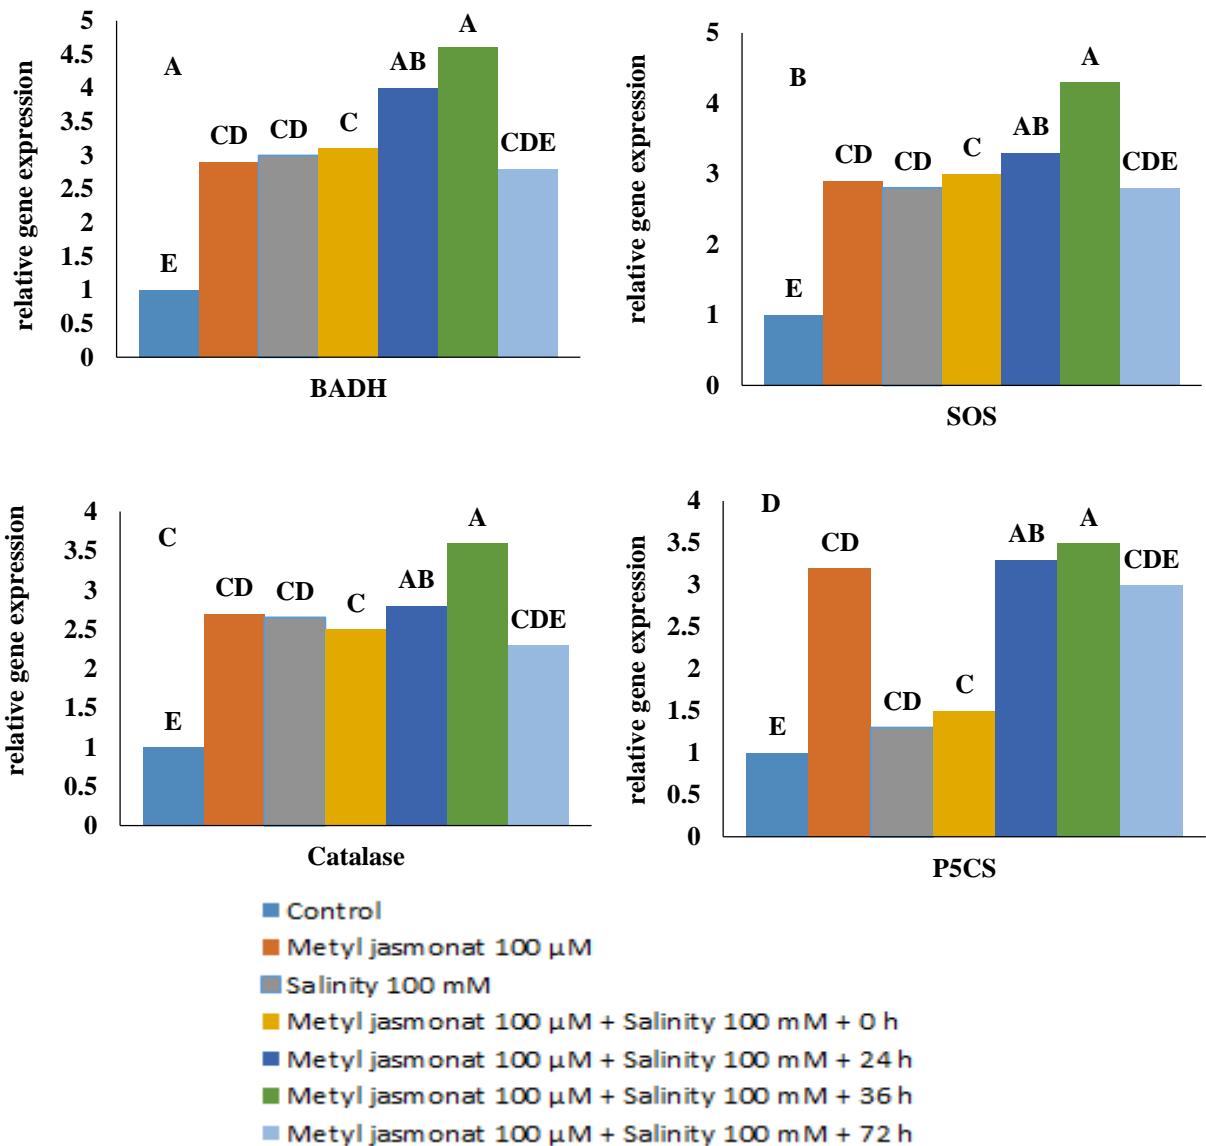 relative gene expression
5
4.5
4
3.5
3
2.5
2
1.5
1
0.5
0
A
E
CD
CD
C
AB
A
CDE
BADH
relative gene expression
5
4
3
2
1
0
B
E
CD
CD
C
AB
A
CDE
SOS
relative gene expression
4
3.5
3
2.5
2
1.5
1
0.5
0
C
E
CD
CD
C
AB
A
CDE
Catalase
relative gene expression
4
3.5
3
2.5
2
1.5
1
0.5
0
D
E
CD
CD
C
AB
A
CDE
P5CS
Control
Metyl jasmonat 100 µM
Salinity 100 mM
Metyl jasmonat 100 µM + Salinity 100 mM + 0 h
Metyl jasmonat 100 µM + Salinity 100 mM + 24 h
Metyl jasmonat 100 µM + Salinity 100 mM + 36 h
Metyl jasmonat 100 µM + Salinity 100 mM + 72 h